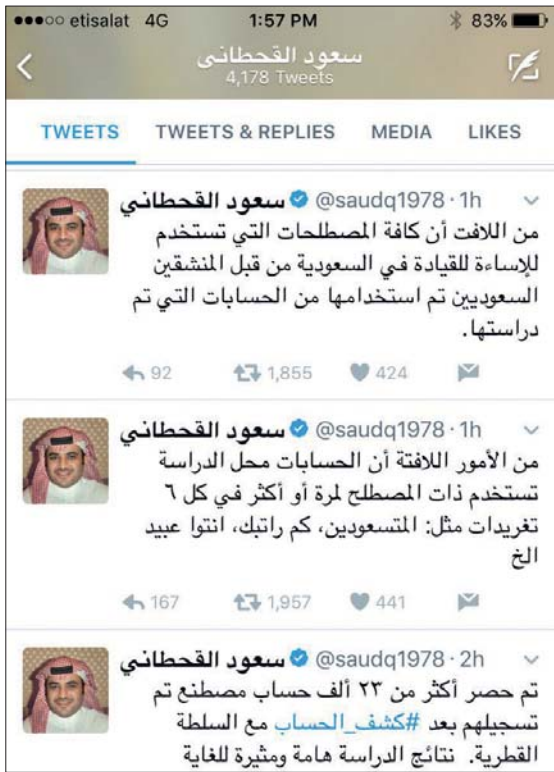 etisalat 4G 1:57 PM 83%
سعود القحطاني
4,178 Tweets
TWEETS TWEETS & REPLIES MEDIA LIKES
سعود القحطاني @saudq1978 · 1h
من اللافت أن كافة المصطلحات التي تستخدم
للإساءة للقيادة في السعودية من قبل المنشقين
السعوديين تم استخدامها من الحسابات التي تم
دراستها.
92 1,855 424
سعود القحطاني @saudq1978 · 1h
من الأمور اللافتة أن الحسابات محل الدراسة
تستخدم ذات المصطلح لمرة أو أكثر في كل ٦
تغريدات مثل: المتسعودين، كم راتبك، انتوا عبيد
الخ
167 1,957 441
سعود القحطاني @saudq1978 · 2h
تم حصر أكثر من ٢٣ ألف حساب مصطنع تم
تسجيلهم بعد #كشف_الحساب مع السلطة
القطرية. نتائج الدراسة هامة ومثيرة للغاية